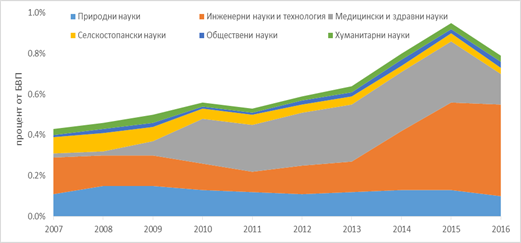 Природни науки Инженерни науки и технология Медицински и здравни науки
Селскостопански науки Обществени науки Хуманитарни науки
1.0%
0.8%
0.6%
0.4%
0.2%
0.0%
процент от БВП
2007 2008 2009 2010 2011 2012 2013 2014 2015 2016